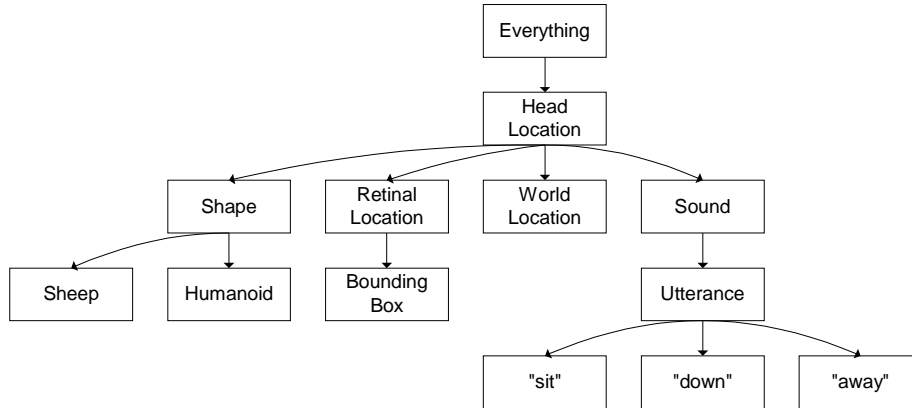 Everything
Head
Location
Shape
Retinal
Location
World
Location
Sound
Sheep
Humanoid
Bounding
Box
Utterance
"sit"
"down"
"away"